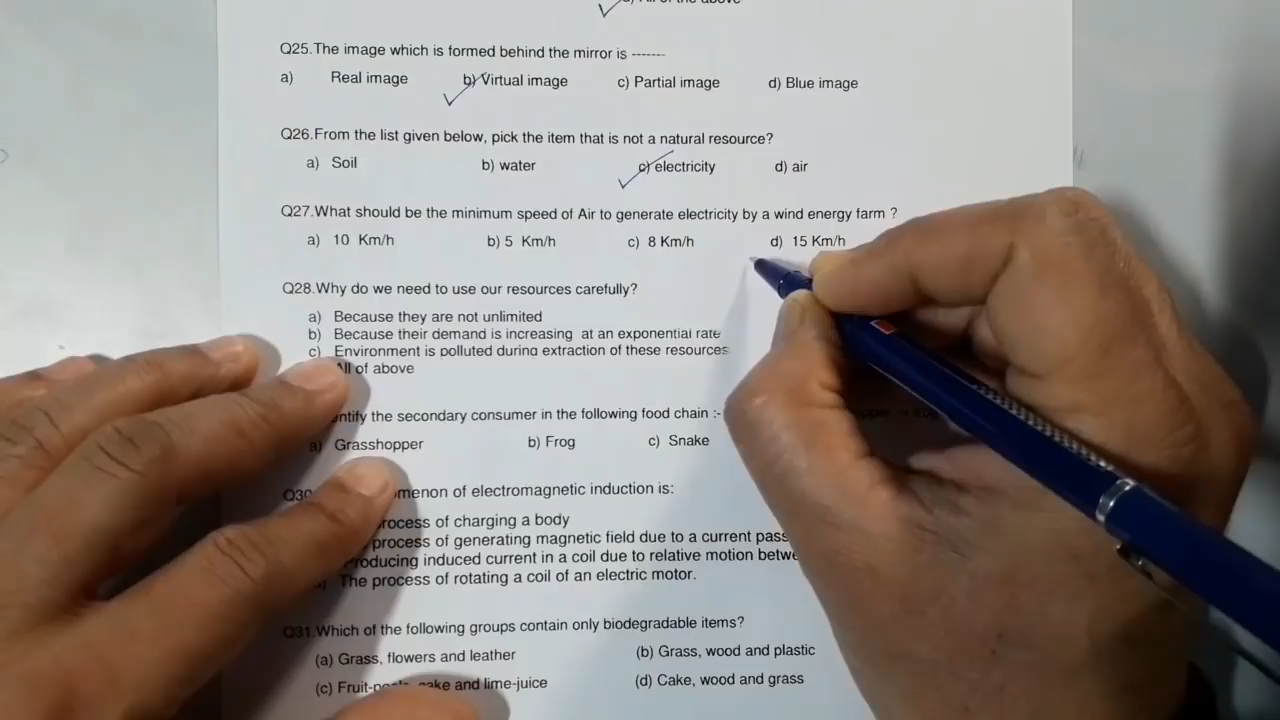 Q25.The image which is formed behind the mirror is -------
a) Real image b) Virtual image c) Partial image d) Blue image
Q26.From the list given below, pick the item that is not a natural resource?
a) Soil b) water c) electricity d) air
Q27.What should be the minimum speed of Air to generate electricity by a wind energy farm ?
a) 10 Km/h b) 5 Km/h c) 8 Km/h d) 15 Km/h
Q28.Why do we need to use our resources carefully?
a) Because they are not unlimited
b) Because their demand is increasing at an exponential rate
c) Environment is polluted during extraction of these resources
All of above
the secondary consumer in the following food chain :-
a) Grasshopper b) Frog c) Snake
of electromagnetic induction is:
of charging a body
process of generating magnetic field due to a current
Producing induced current in a coil due to relative motion
The process of rotating a coil of an electric motor.
Q31.Which of the following groups contain only biodegradable items?
(a) Grass, flowers and leather (b) Grass, wood and plastic
(c) cake and lime-juice (d) Cake, wood and grass